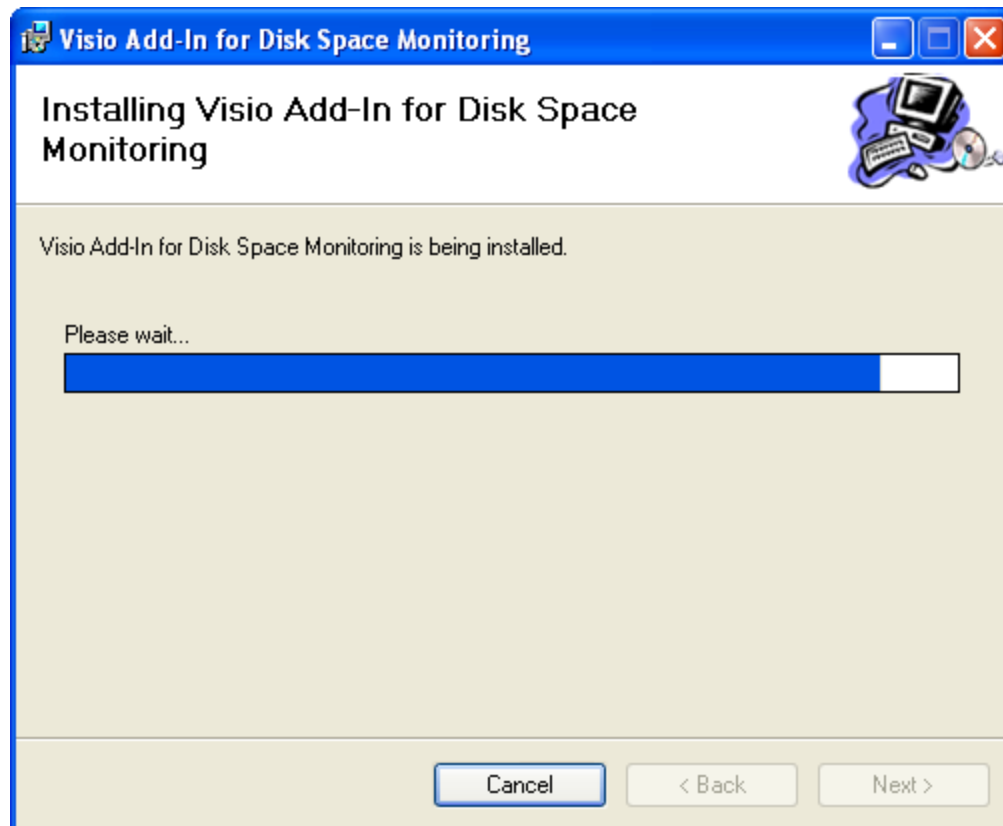 Visio Add-In for Disk Space Monitoring
Installing Visio Add-In for Disk Space
Monitoring
Visio Add-In for Disk Space Monitoring is being installed.
Please wait...
Cancel
< Back
Next >